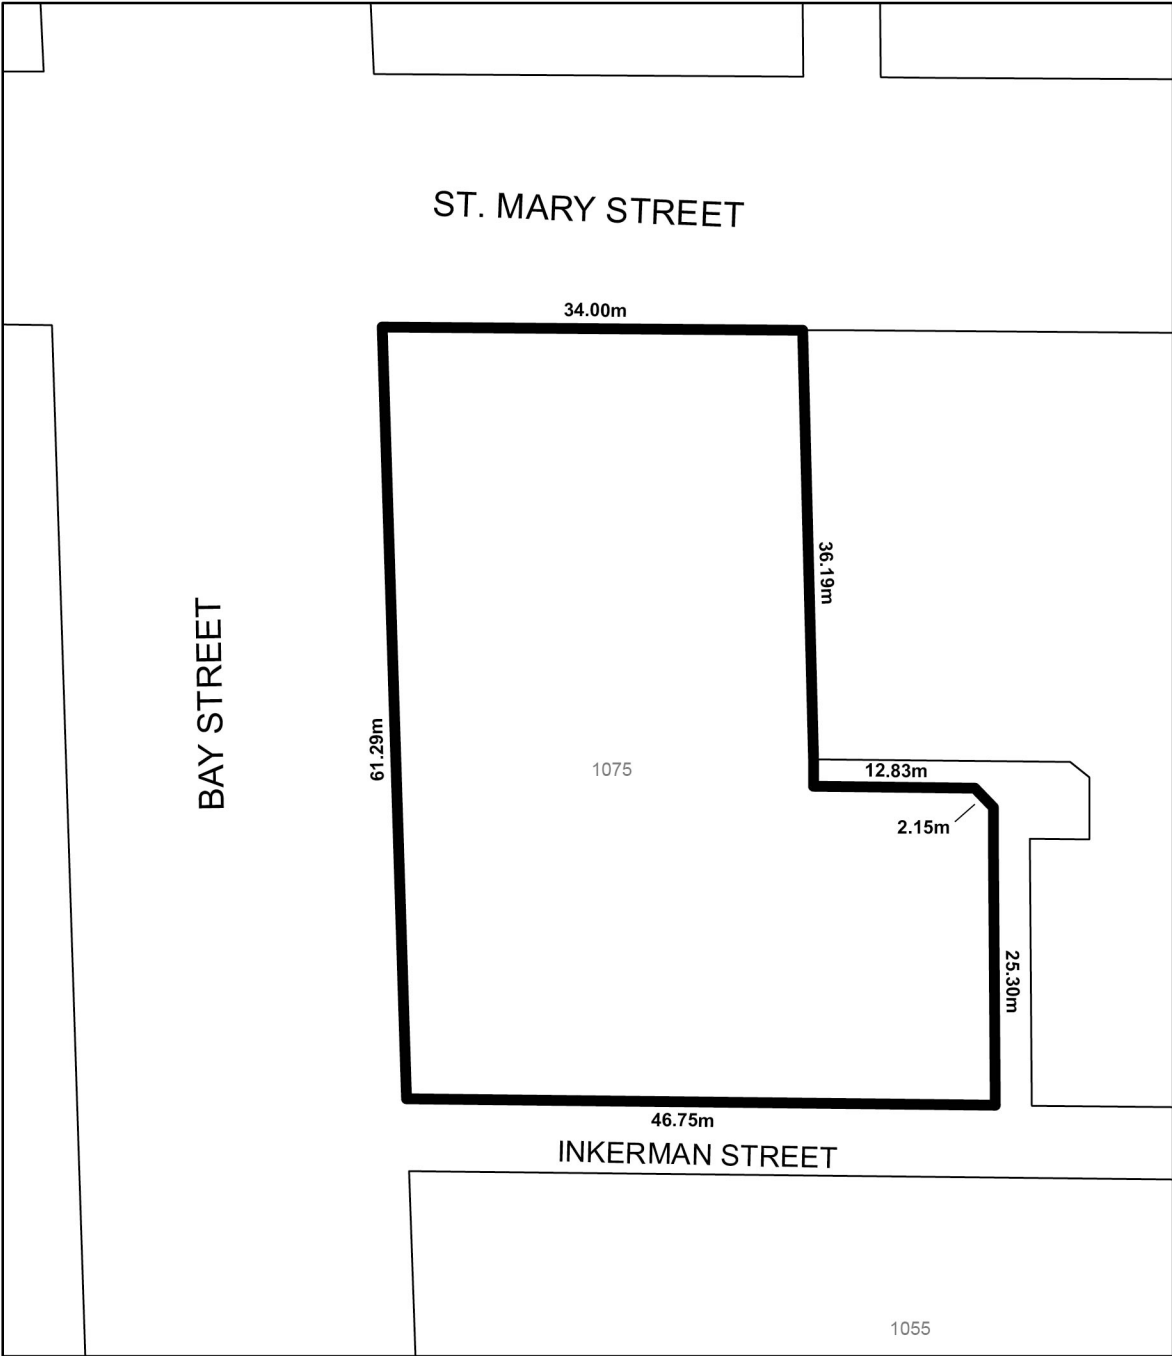 ST. MARY STREET
34.00m
36.19m
BAY STREET
61.29m
1075
12.83m
2.15m
25.30m
46.75m
INKERMAN STREET
1055